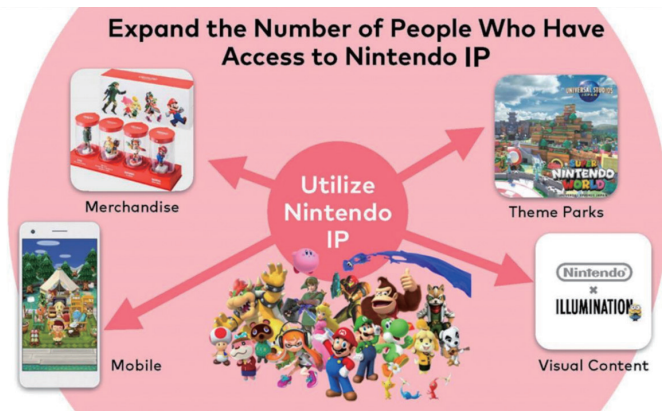 Expand the Number of People Who Have
Access to Nintendo IP
UNIVERSAL STUDIOS
JAPAN
SUPER
NINTENDO
WORLD
Utilize
Nintendo
IP
Merchandise
Theme Parks
Nintendo
×
ILLUMINATION
Mobile
Visual Content